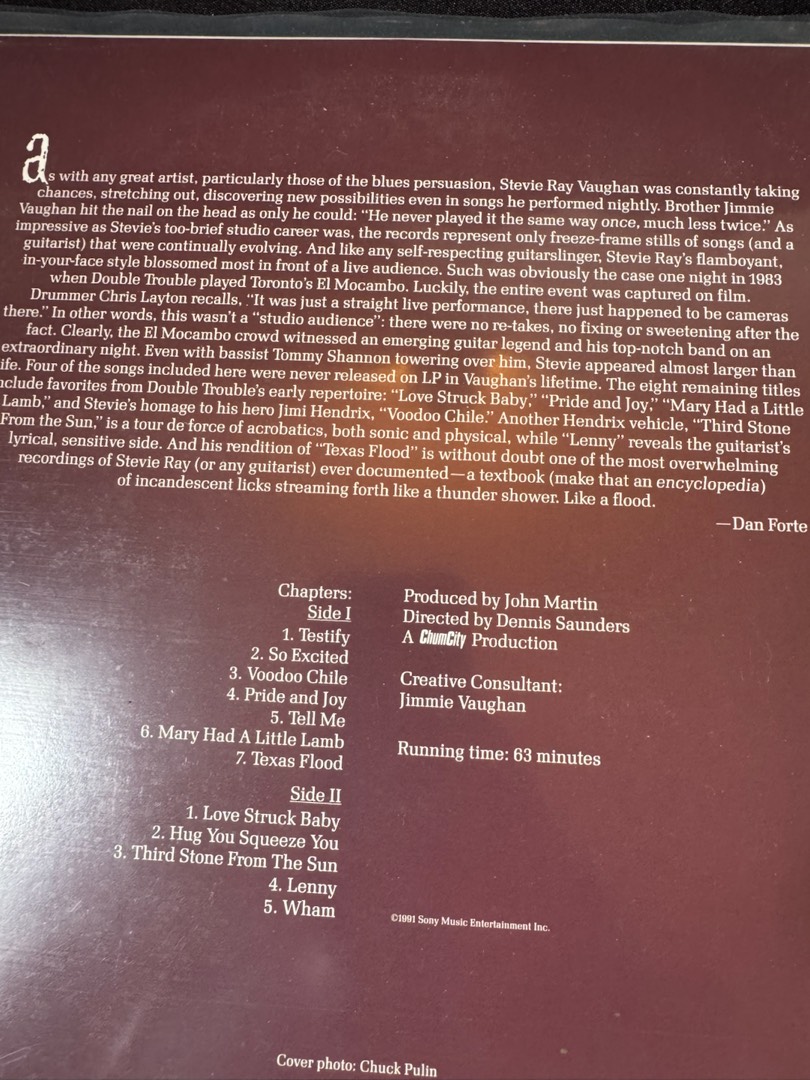 as with any great artist, particularly those of the blues persuasion, Stevie Ray Vaughan was constantly taking
chances, stretching out, discovering new possibilities even in songs he performed nightly. Brother Jimmie
Vaughan hit the nail on the head as only he could: “He never played it the same way once, much less twice.” As
impressive as Stevie’s too-brief studio career was, the records represent only freeze-frame stills of songs (and a
guitarist) that were continually evolving. And like any self-respecting guitarslinger, Stevie Ray’s flamboyant,
in-your-face style blossomed most in front of a live audience. Such was obviously the case one night in 1983
when Double Trouble played Toronto’s El Mocambo. Luckily, the entire event was captured on film.
Drummer Chris Layton recalls, “It was just a straight live performance, there just happened to be cameras
there.” In other words, this wasn’t a “studio audience”: there were no re-takes, no fixing or sweetening after the
fact. Clearly, the El Mocambo crowd witnessed an emerging guitar legend and his top-notch band on an
extraordinary night. Even with bassist Tommy Shannon towering over him, Stevie appeared almost larger than
ife. Four of the songs included here were never released on LP in Vaughan’s lifetime. The eight remaining titles
nclude favorites from Double Trouble’s early repertoire: “Love Struck Baby,” “Pride and Joy,” “Mary Had a Little
Lamb,” and Stevie’s homage to his hero Jimi Hendrix, “Voodoo Chile.” Another Hendrix vehicle, “Third Stone
From the Sun,” is a tour de force of acrobatics, both sonic and physical, while “Lenny” reveals the guitarist’s
lyrical, sensitive side. And his rendition of “Texas Flood” is without doubt one of the most overwhelming
recordings of Stevie Ray (or any guitarist) ever documented—a textbook (make that an encyclopedia)
of incandescent licks streaming forth like a thunder shower. Like a flood.
—Dan Forte
Chapters:
Side I
1. Testify
2. So Excited
3. Voodoo Chile
4. Pride and Joy
5. Tell Me
6. Mary Had A Little Lamb
7. Texas Flood
Side II
1. Love Struck Baby
2. Hug You Squeeze You
3. Third Stone From The Sun
4. Lenny
5. Wham
Produced by John Martin
Directed by Dennis Saunders
A ChumCity Production
Creative Consultant:
Jimmie Vaughan
Running time: 63 minutes
©1991 Sony Music Entertainment Inc.
Cover photo: Chuck Pulin